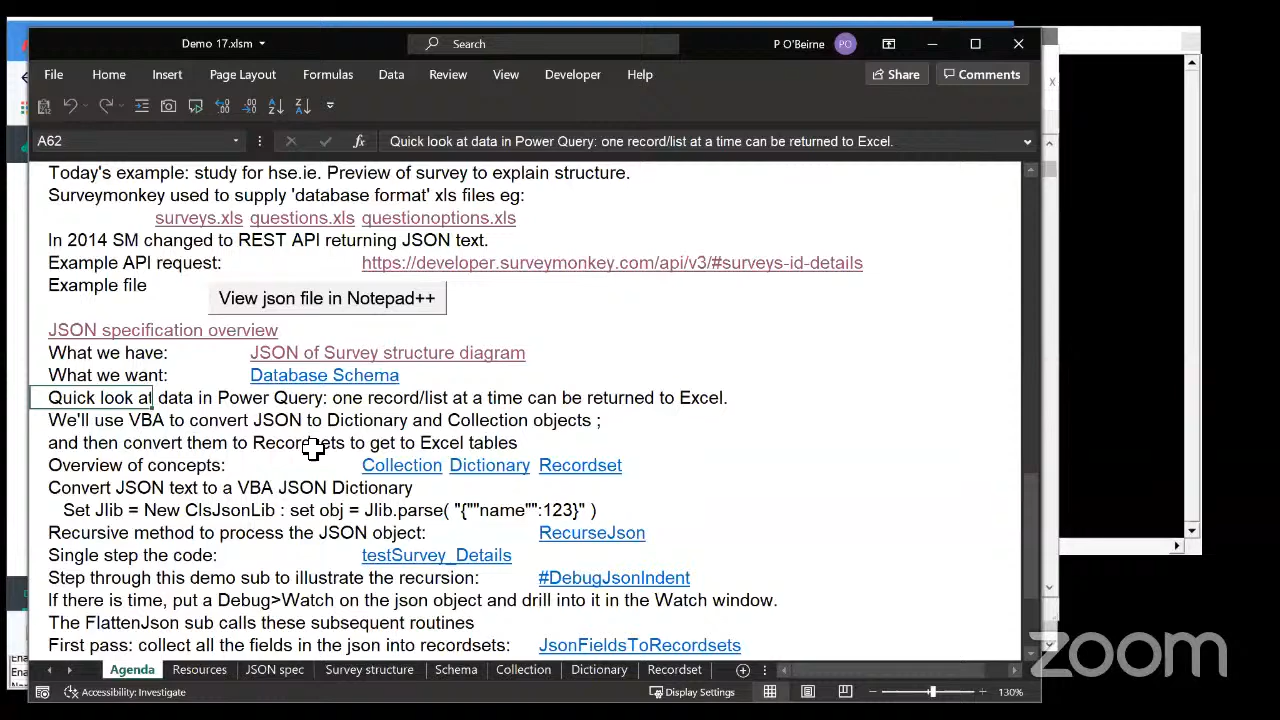 Demo 17.xlsm
Search
P O'Beirne
PO
File Home Insert Page Layout Formulas Data Review View Developer Help
Share
Comments
A62
fx
Quick look at data in Power Query: one record/list at a time can be returned to Excel.
Today's example: study for hse.ie. Preview of survey to explain structure.
Surveymonkey used to supply 'database format' xls files eg:
surveys.xls questions.xls questionoptions.xls
In 2014 SM changed to REST API returning JSON text.
Example API request: https://developer.surveymonkey.com/api/v3/#surveys-id-details
Example file
View json file in Notepad++
JSON specification overview
What we have: JSON of Survey structure diagram
What we want: Database Schema
Quick look at data in Power Query: one record/list at a time can be returned to Excel.
We'll use VBA to convert JSON to Dictionary and Collection objects ;
and then convert them to Recordsets to get to Excel tables
Overview of concepts: Collection Dictionary Recordset
Convert JSON text to a VBA JSON Dictionary
Set Jlib = New ClsJsonLib : set obj = Jlib.parse( "{""name"":123}" )
Recursive method to process the JSON object: RecurseJson
Single step the code: testSurvey_Details
Step through this demo sub to illustrate the recursion: #DebugJsonIndent
If there is time, put a Debug>Watch on the json object and drill into it in the Watch window.
The FlattenJson sub calls these subsequent routines
First pass: collect all the fields in the json into recordsets: JsonFieldsToRecordsets
Agenda Resources JSON spec Survey structure Schema Collection Dictionary Recordset
Accessibility: Investigate
Display Settings
130%
zoom